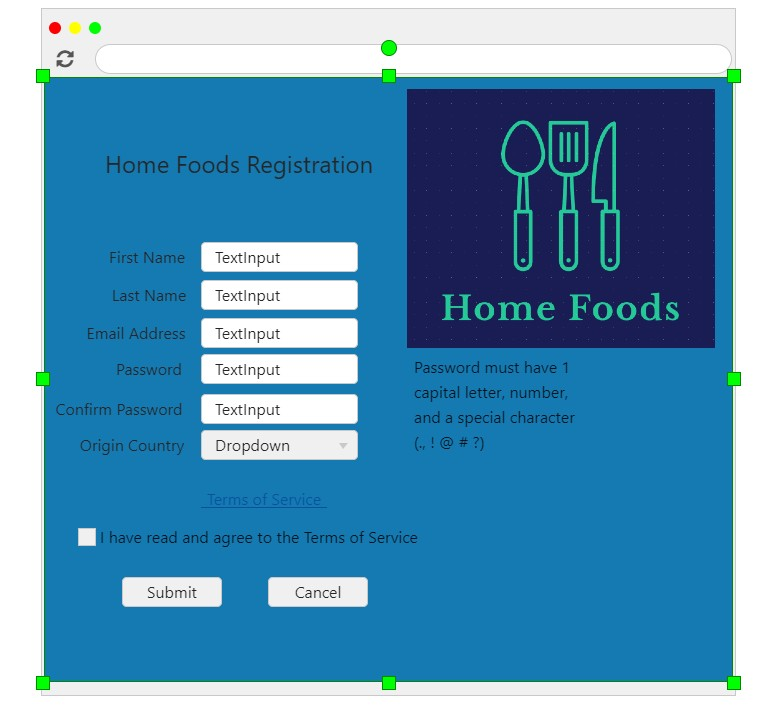 Home Foods Registration
Home Foods
First Name TextInput
Last Name TextInput
Email Address TextInput
Password TextInput
Confirm Password TextInput
Origin Country Dropdown
Password must have 1
capital letter, number,
and a special character
(., ! @ # ?)
Terms of Service
I have read and agree to the Terms of Service
Submit Cancel